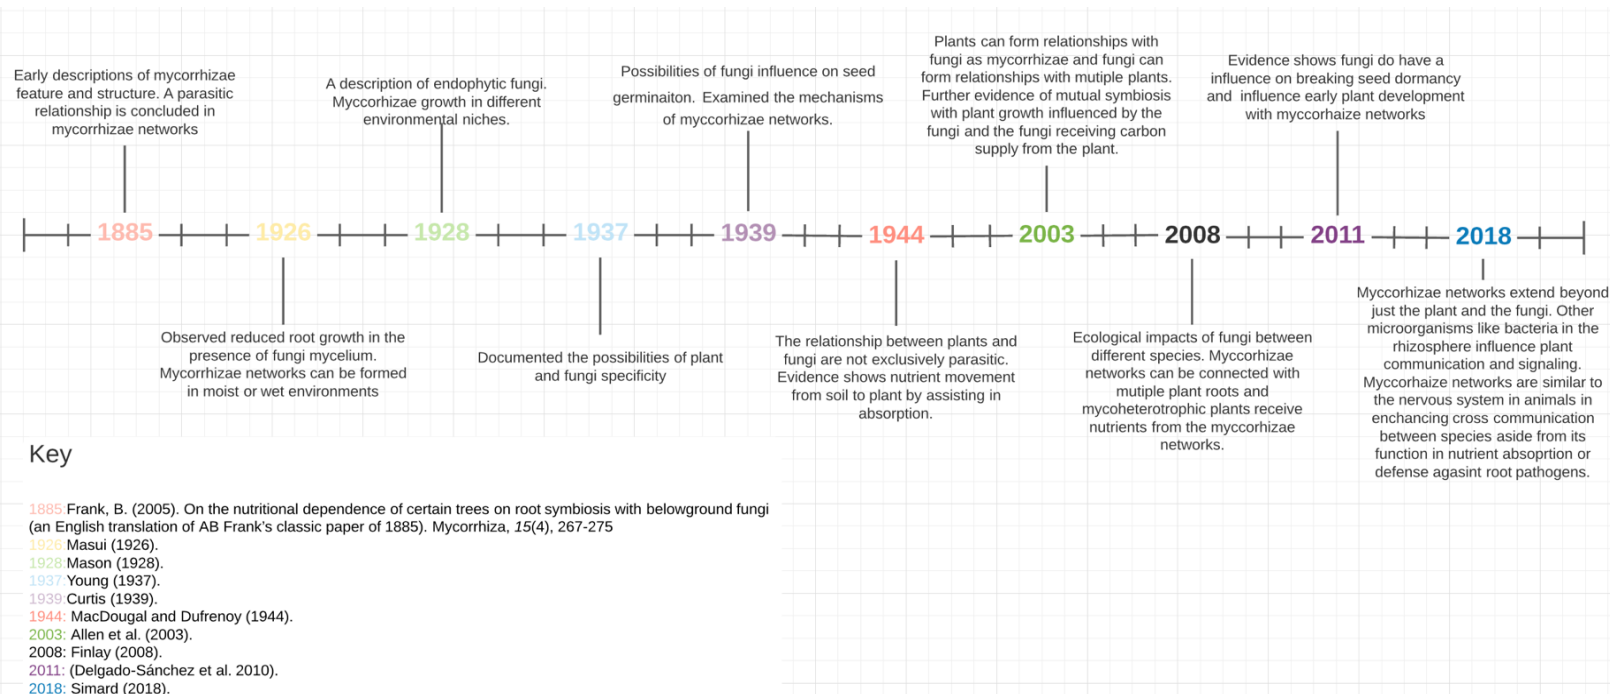 Early descriptions of mycorrhizae
feature and structure. A parasitic
relationship is concluded in
mycorrhizae networks
A description of endophytic fungi.
Myccorhizae growth in different
environmental niches.
Possibilities of fungi influence on seed
germinaiton. Examined the mechanisms
of myccorhizae networks.
Plants can form relationships with
fungi as mycorrhizae and fungi can
form relationships with mutiple plants.
Further evidence of mutual symbiosis
with plant growth influenced by the
fungi and the fungi receiving carbon
supply from the plant.
Evidence shows fungi do have a
influence on breaking seed dormancy
and influence early plant development
with myccorhaize networks
1885 1926 1928 1937 1939 1944 2003 2008 2011 2018
Observed reduced root growth in the
presence of fungi mycelium.
Mycorrhizae networks can be formed
in moist or wet environments
Documented the possibilities of plant
and fungi specificity
The relationship between plants and
fungi are not exclusively parasitic.
Evidence shows nutrient movement
from soil to plant by assisting in
absorption.
Ecological impacts of fungi between
different species. Myccorhizae
networks can be connected with
mutiple plant roots and
mycoheterotrophic plants receive
nutrients from the myccorhizae
networks.
Myccorhizae networks extend beyond
just the plant and the fungi. Other
microorganisms like bacteria in the
rhizosphere influence plant
communication and signaling.
Myccorhaize networks are similar to
the nervous system in animals in
enchancing cross communication
between species aside from its
function in nutrient absoprtion or
defense agasint root pathogens.
Key
1885:Frank, B. (2005). On the nutritional dependence of certain trees on root symbiosis with belowground fungi
(an English translation of AB Frank's classic paper of 1885). Mycorrhiza, 15(4), 267-275
1926:Masui (1926).
1928:Mason (1928).
1937:Young (1937).
1939:Curtis (1939).
1944: MacDougal and Dufrenoy (1944).
2003: Allen et al. (2003).
2008: Finlay (2008).
2011: (Delgado-Sánchez et al. 2010).
2018: Simard (2018).